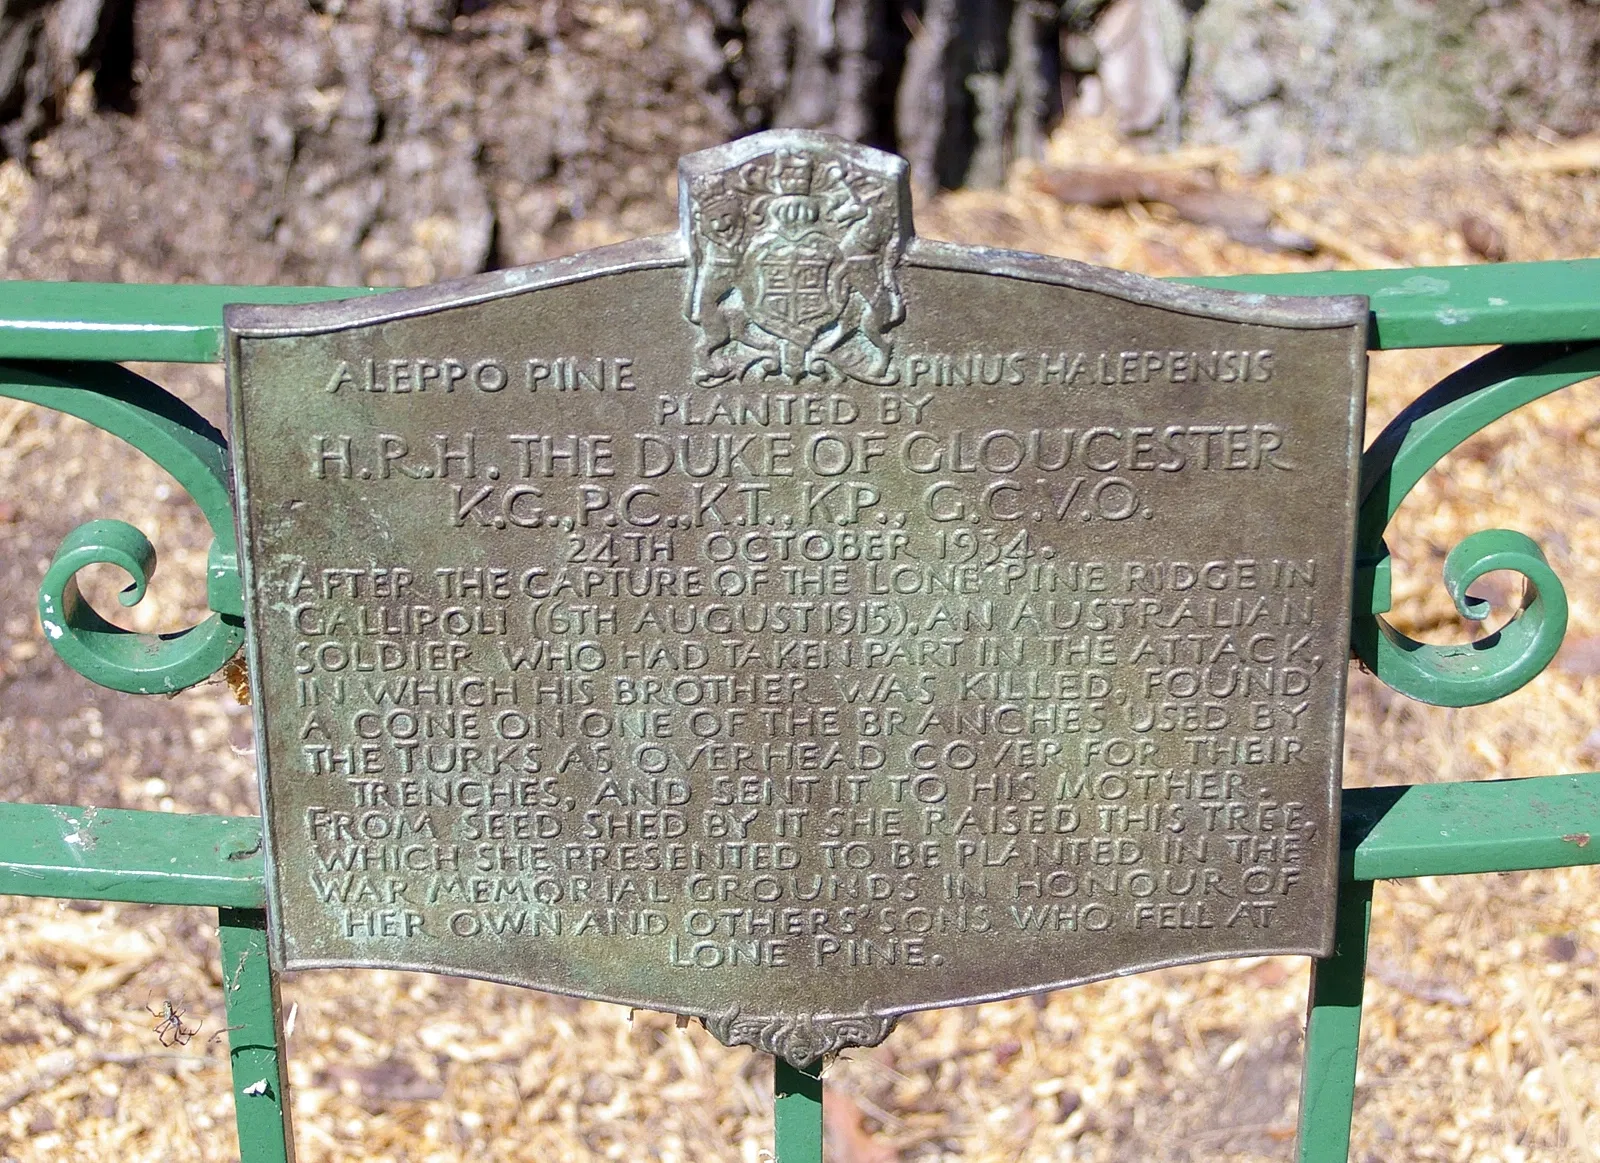 ALEPPO PINE PINUS HALEPENSIS
PLANTED BY
H.R.H. THE DUKE OF GLOUCESTER
K.G., P.C., K.T., K.P., G.C.V.O.
24TH OCTOBER 1934.
AFTER THE CAPTURE OF THE LONE PINE RIDGE IN
GALLIPOLI (6TH AUGUST 1915), AN AUSTRALIAN
SOLDIER WHO HAD TAKEN PART IN THE ATTACK,
IN WHICH HIS BROTHER WAS KILLED, FOUND
A CONE ON ONE OF THE BRANCHES USED BY
THE TURKS AS OVERHEAD COVER FOR THEIR
TRENCHES, AND SENT IT TO HIS MOTHER.
FROM SEED SHED BY IT SHE RAISED THIS TREE,
WHICH SHE PRESENTED TO BE PLANTED IN THE
WAR MEMORIAL GROUNDS IN HONOUR OF
HER OWN AND OTHERS' SONS WHO FELL AT
LONE PINE.